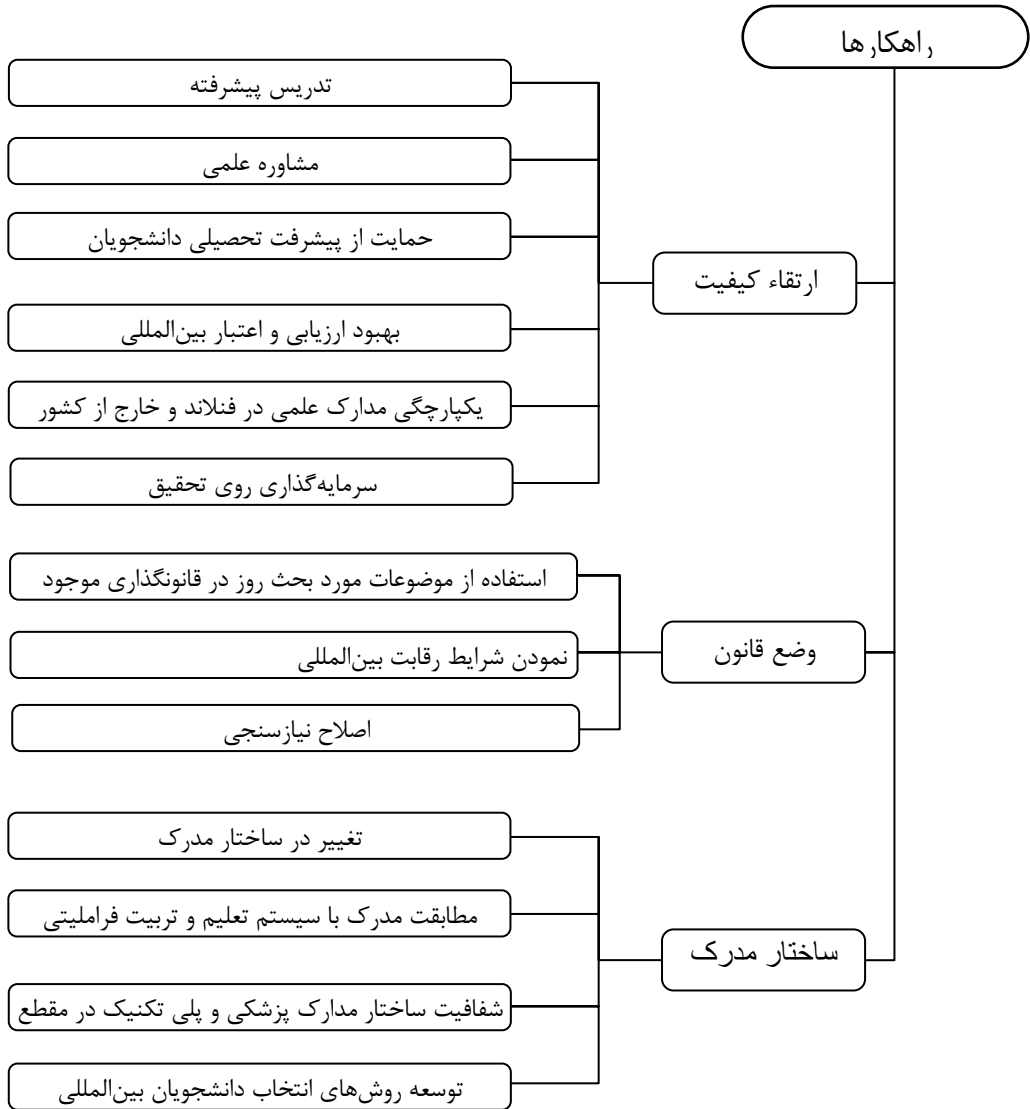 راهکارها
ارتقاء کیفیت
تدریس پیشرفته
مشاوره علمی
حمایت از پیشرفت تحصیلی دانشجویان
بهبود ارزیابی و اعتبار بین‌المللی
یکپارچگی مدارک علمی در فنلاند و خارج از کشور
سرمایه‌گذاری روی تحقیق
وضع قانون
استفاده از موضوعات مورد بحث روز در قانونگذاری موجود
نمودن شرایط رقابت بین‌المللی
اصلاح نیازسنجی
ساختار مدرک
تغییر در ساختار مدرک
مطابقت مدرک با سیستم تعلیم و تربیت فراملیتی
شفافیت ساختار مدارک پزشکی و پلی تکنیک در مقطع
توسعه روش‌های انتخاب دانشجویان بین‌المللی